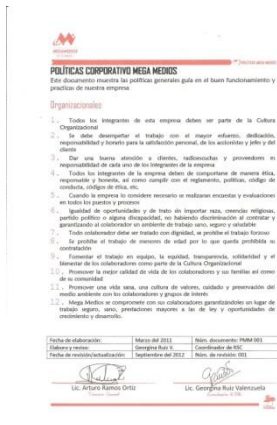 MEGAMEDIOS
POLÍTICAS MEGA MEDIOS
POLÍTICAS CORPORATIVO MEGA MEDIOS
Este documento muestra las políticas generales guía en el buen funcionamiento y
practicas de nuestra empresa
Organizacionales
1. Todos los integrantes de esta empresa deben ser parte de la Cultura
Organizacional
2. Se debe desempeñar el trabajo con el mayor esfuerzo, dedicación,
responsabilidad y horario para la satisfacción personal, de los accionistas y jefes y del
cliente
3. Dar una buena atención a clientes, radioescuchas y proveedores es
responsabilidad de cada uno de los integrantes de la empresa
4. Todos los integrantes de la empresa deben de comportarse de manera ética,
responsable y honesta, así como cumplir con el reglamento, políticas, código de
conducta, códigos de ética, etc.
5. Cuando la empresa lo considere necesario se realizaran encuestas y evaluaciones
en todos los puestos y procesos
6. Igualdad de oportunidades y de trato sin importar raza, creencias religiosas,
partido político o alguna discapacidad, no habiendo discriminación al contratar y
garantizando al colaborador un ambiente de trabajo sano, seguro y saludable
7. Todo colaborador debe ser tratado con dignidad, se prohíbe el trabajo forzoso
8. Se prohíbe el trabajo de menores de edad por lo que queda prohibida su
contratación
9. Fomentar el trabajo en equipo, la equidad, transparencia, solidaridad y el
bienestar de los colaboradores como parte de la Cultura Organizacional
10. Promover la mejor calidad de vida de los colaboradores y sus familias así como
de su comunidad
11. Promover una vida sana, una cultura de valores, cuidado y preservación del
medio ambiente con los colaboradores y grupos de interés
12. Mega Medios se compromete con sus colaboradores garantizándoles un lugar de
trabajo seguro, sano, prestaciones mayores a las de ley y oportunidades de
crecimiento y desarrollo.
Fecha de elaboración: Marzo del 2011 Núm. documento: PMM 001
Elaboro y reviso: Georgina Ruiz V. Coordinador de RSC
Fecha de revisión/actualización: Septiembre del 2012 Núm. de revisión: 001
Lic. Arturo Ramos Ortiz Lic. Georgina Ruiz Valenzuela
Director General